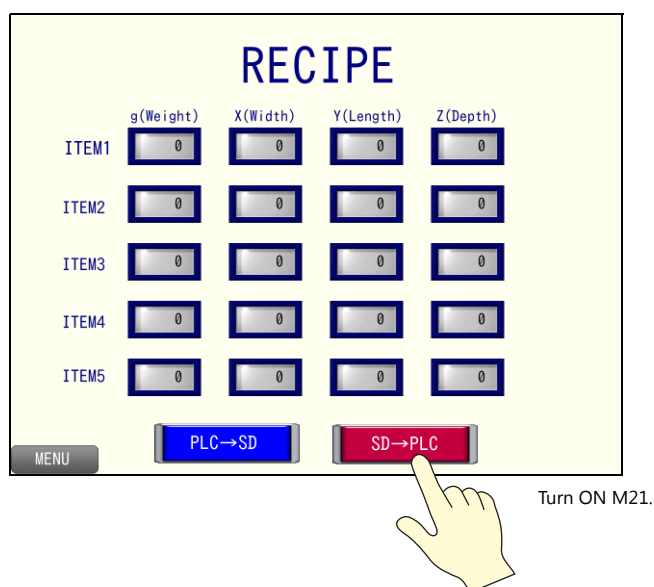 RECIPE
g(Weight) X(Width) Y(Length) Z(Depth)
ITEM1 0 0 0 0
ITEM2 0 0 0 0
ITEM3 0 0 0 0
ITEM4 0 0 0 0
ITEM5 0 0 0 0
PLC→SD SD→PLC
MENU
Turn ON M21.